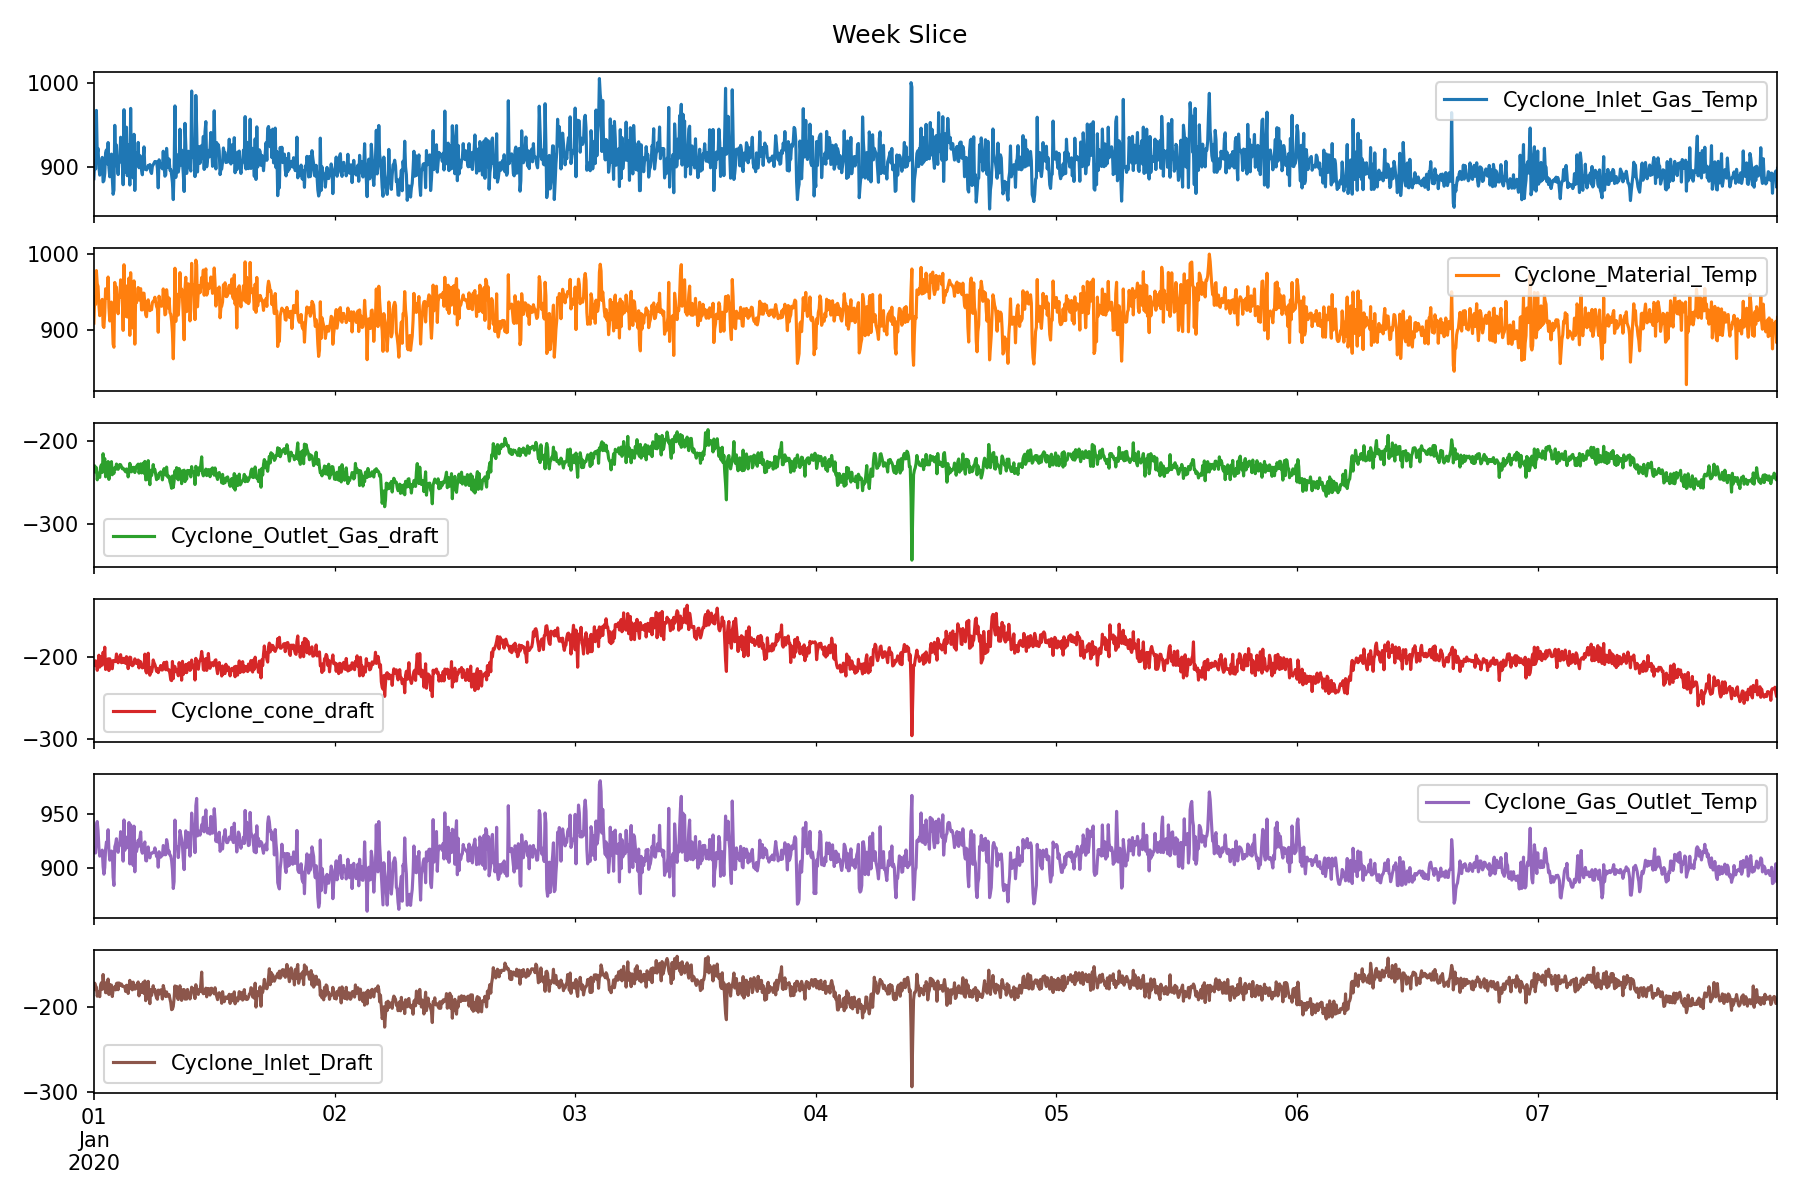 Week Slice
1000
900
Cyclone_Inlet_Gas_Temp
1000
900
Cyclone_Material_Temp
−200
−300
Cyclone_Outlet_Gas_draft
−200
−300
Cyclone_cone_draft
950
900
Cyclone_Gas_Outlet_Temp
−200
−300
Cyclone_Inlet_Draft
01 02 03 04 05 06 07
Jan
2020